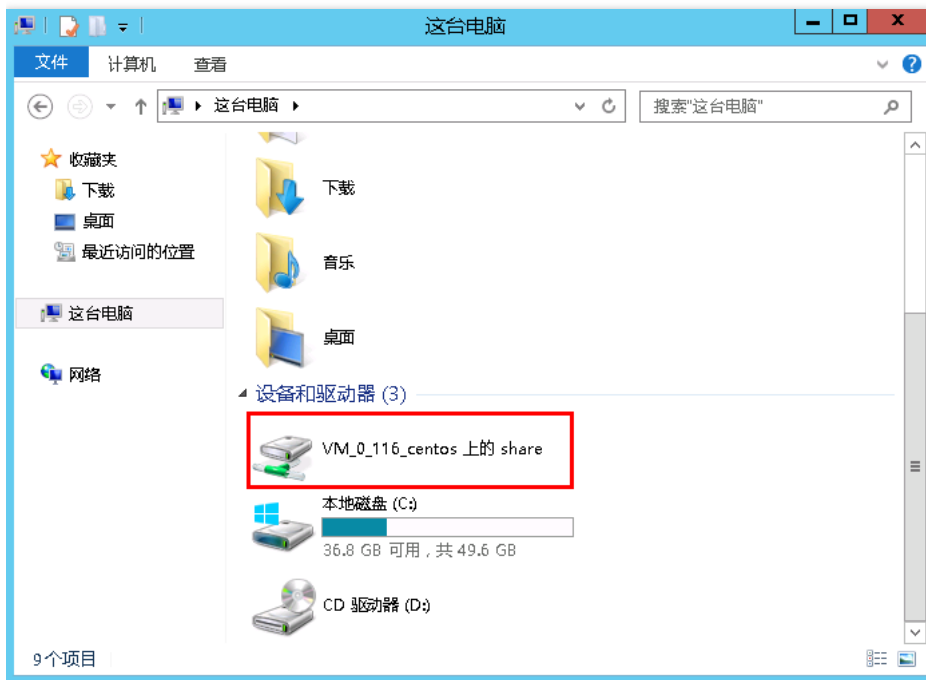 这台电脑
文件 计算机 查看
这台电脑
搜索"这台电脑"
收藏夹
下载
桌面
最近访问的位置
这台电脑
网络
下载
音乐
桌面
设备和驱动器 (3)
VM_0_116_centos 上的 share
本地磁盘 (C:)
36.8 GB 可用，共 49.6 GB
CD 驱动器 (D:)
9个项目